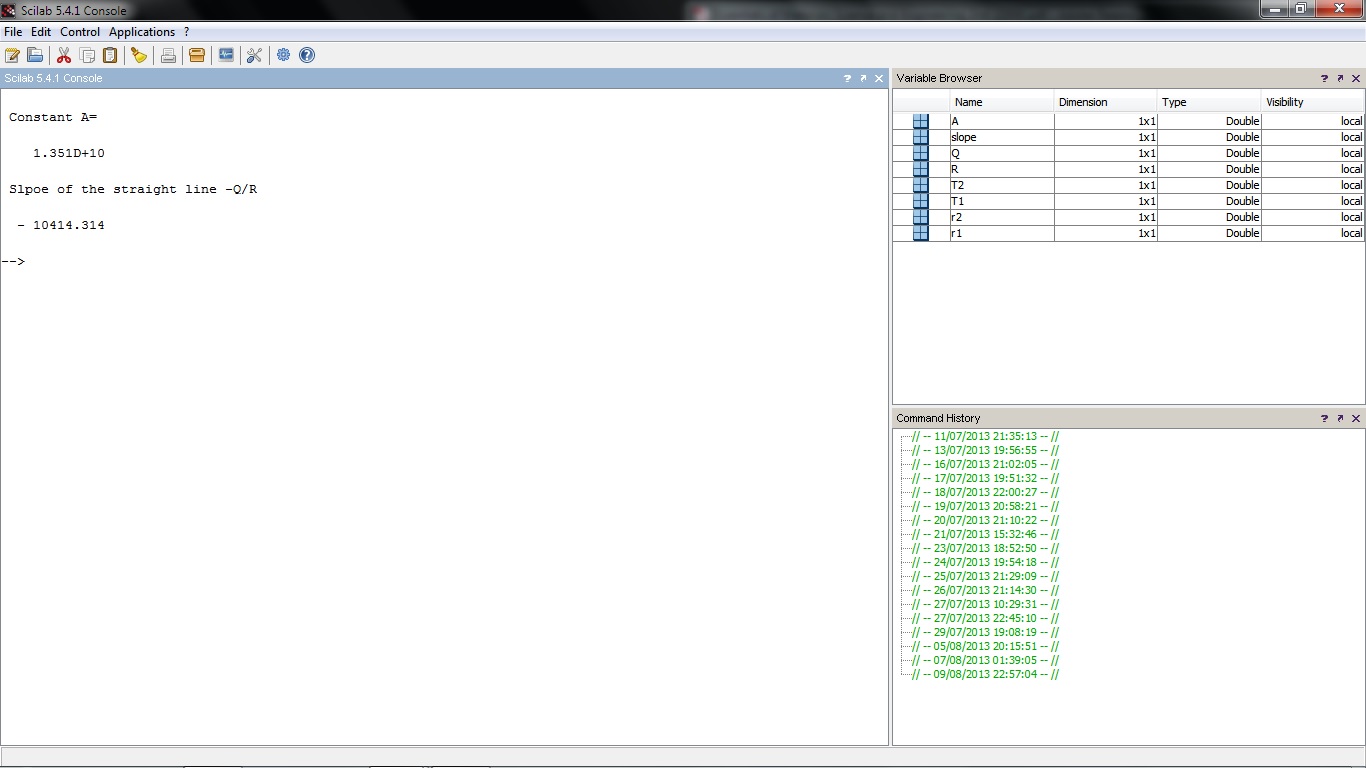 Scilab 5.4.1 Console
File Edit Control Applications ?
Scilab 5.4.1 Console
Constant A=
1.351D+10
Slpoe of the straight line -Q/R
- 10414.314
-->
Variable Browser
Name Dimension Type Visibility
A 1x1 Double local
slope 1x1 Double local
Q 1x1 Double local
R 1x1 Double local
T2 1x1 Double local
T1 1x1 Double local
r2 1x1 Double local
r1 1x1 Double local
Command History
// -- 11/07/2013 21:35:13 -- //
// -- 13/07/2013 19:56:55 -- //
// -- 16/07/2013 21:02:05 -- //
// -- 17/07/2013 19:51:32 -- //
// -- 18/07/2013 22:00:27 -- //
// -- 19/07/2013 20:58:21 -- //
// -- 20/07/2013 21:10:22 -- //
// -- 21/07/2013 15:32:46 -- //
// -- 23/07/2013 18:52:50 -- //
// -- 24/07/2013 19:54:18 -- //
// -- 25/07/2013 21:29:09 -- //
// -- 26/07/2013 21:14:30 -- //
// -- 27/07/2013 10:29:31 -- //
// -- 27/07/2013 22:45:10 -- //
// -- 29/07/2013 19:08:19 -- //
// -- 05/08/2013 20:15:51 -- //
// -- 07/08/2013 01:39:05 -- //
// -- 09/08/2013 22:57:04 -- //